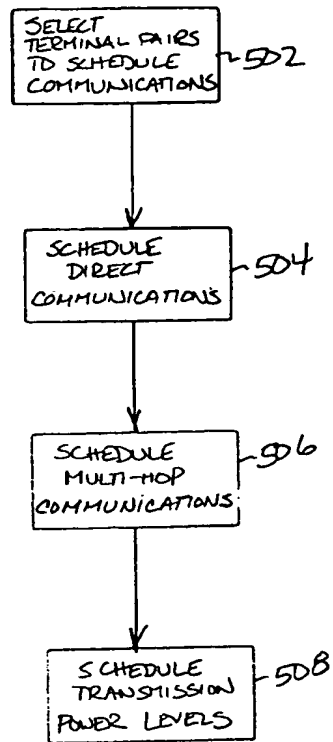 SELECT
TERMINAL PAIRS
TO SCHEDULE
COMMUNICATIONS
502
SCHEDULE
DIRECT
COMMUNICATIONS
504
SCHEDULE
MULTI-HOP
COMMUNICATIONS
506
SCHEDULE
TRANSMISSION
POWER LEVELS
508